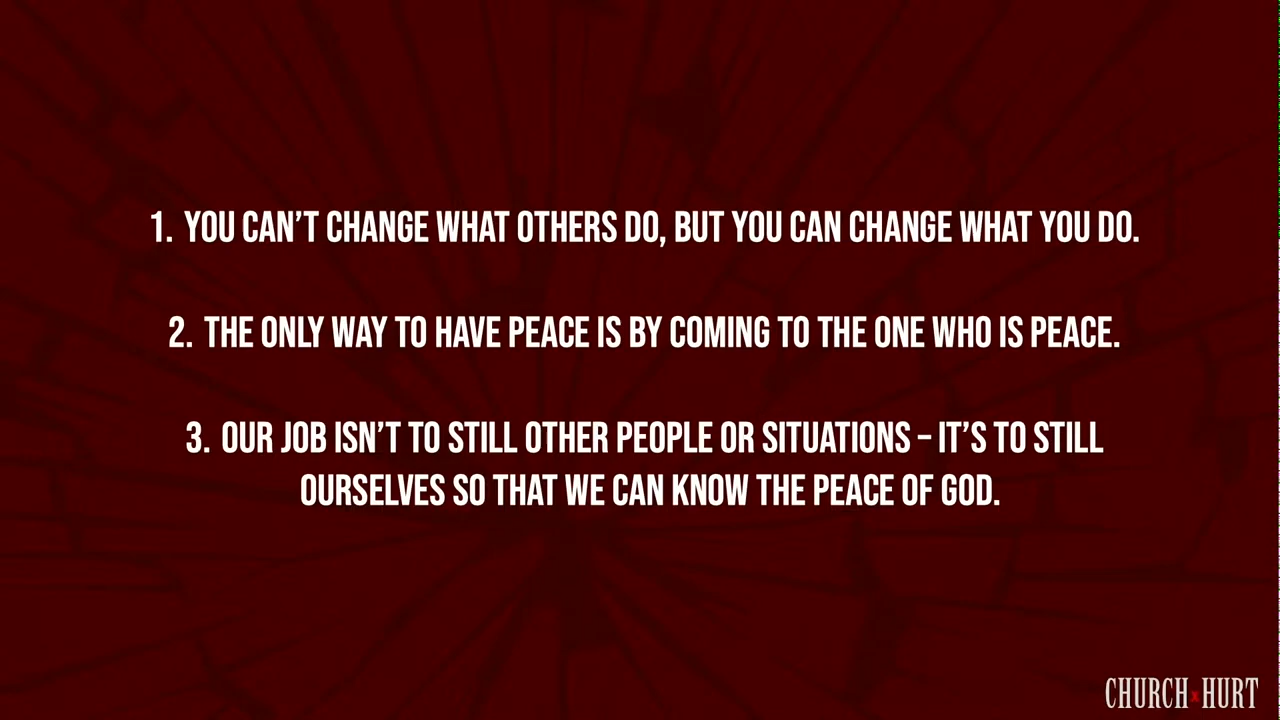 1. YOU CAN'T CHANGE WHAT OTHERS DO, BUT YOU CAN CHANGE WHAT YOU DO.
2. THE ONLY WAY TO HAVE PEACE IS BY COMING TO THE ONE WHO IS PEACE.
3. OUR JOB ISN'T TO STILL OTHER PEOPLE OR SITUATIONS – IT'S TO STILL
OURSELVES SO THAT WE CAN KNOW THE PEACE OF GOD.
CHURCH HURT